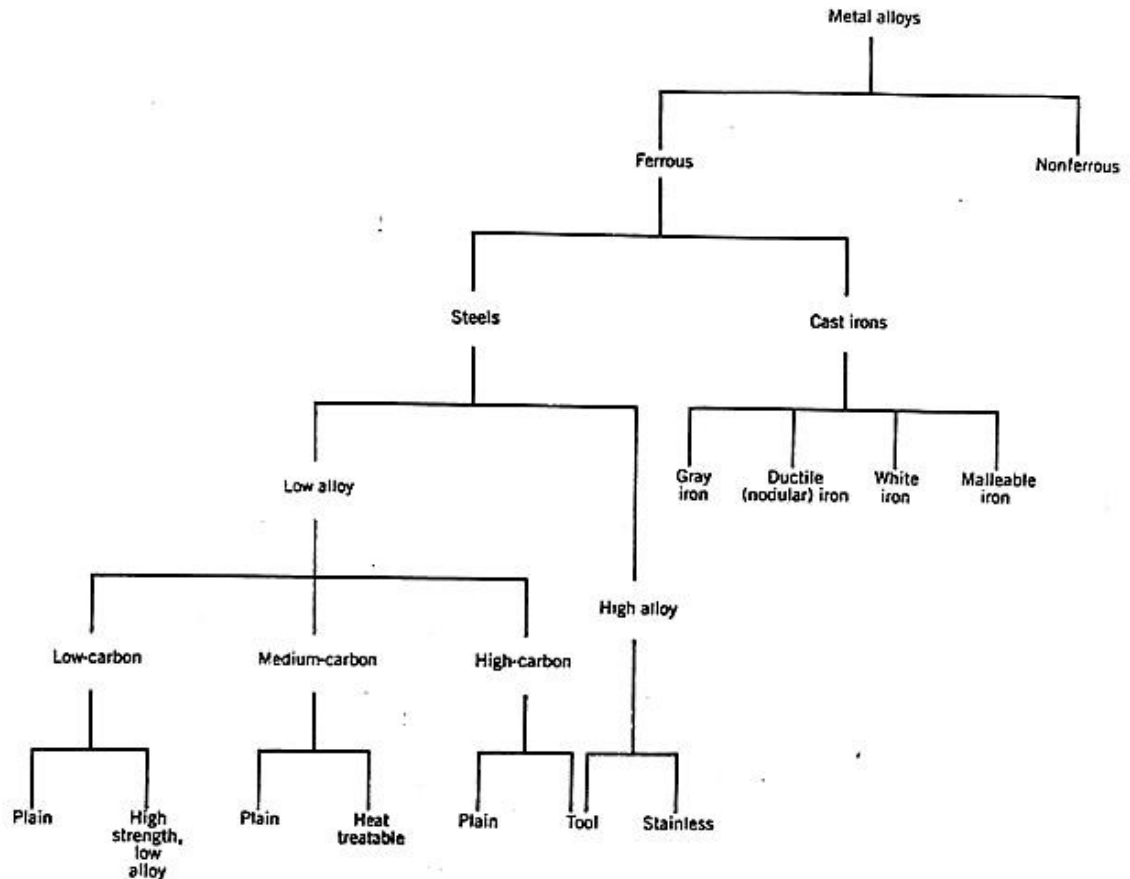 Metal alloys
Ferrous
Nonferrous
Steels
Cast irons
Gray
iron
Ductile
(nodular) iron
White
iron
Malleable
iron
Low alloy
High alloy
Low-carbon
Medium-carbon
High-carbon
Plain
High
strength,
low
alloy
Plain
Heat
treatable
Plain
Tool
Stainless